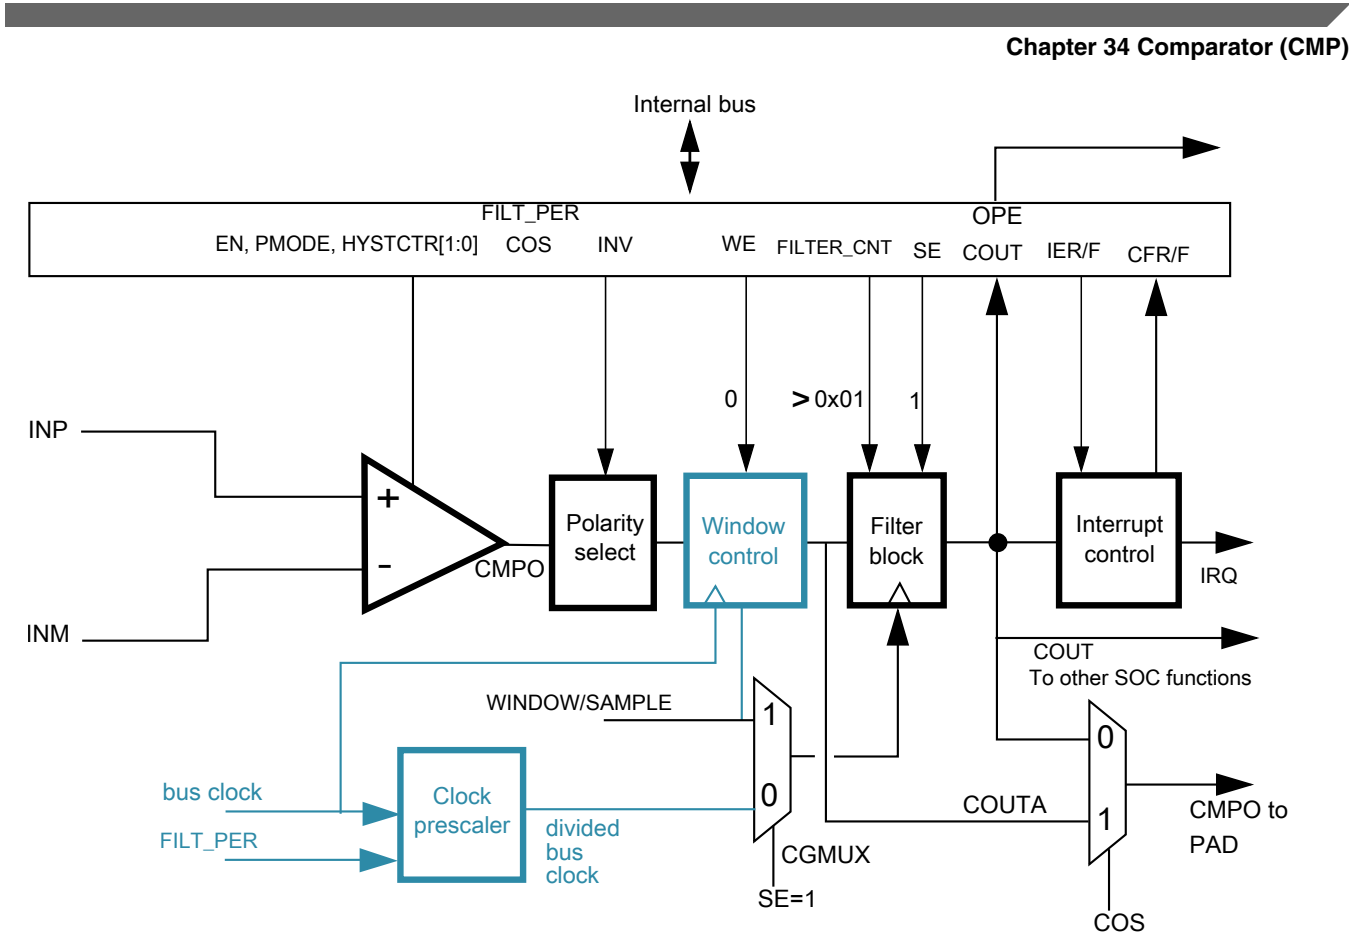 Chapter 34 Comparator (CMP)
Internal bus
FILT_PER
OPE
EN, PMODE, HYSTCTR[1:0]
COS
INV
WE
FILTER_CNT
SE
COUT
IER/F
CFR/F
0
> 0x01
1
INP
INM
+
-
CMPO
Polarity
select
Window
control
Filter
block
Interrupt
control
IRQ
COUT
To other SOC functions
WINDOW/SAMPLE
1
0
CGMUX
SE=1
bus clock
FILT_PER
Clock
prescaler
divided
bus
clock
COUTA
0
1
CMPO to
PAD
COS